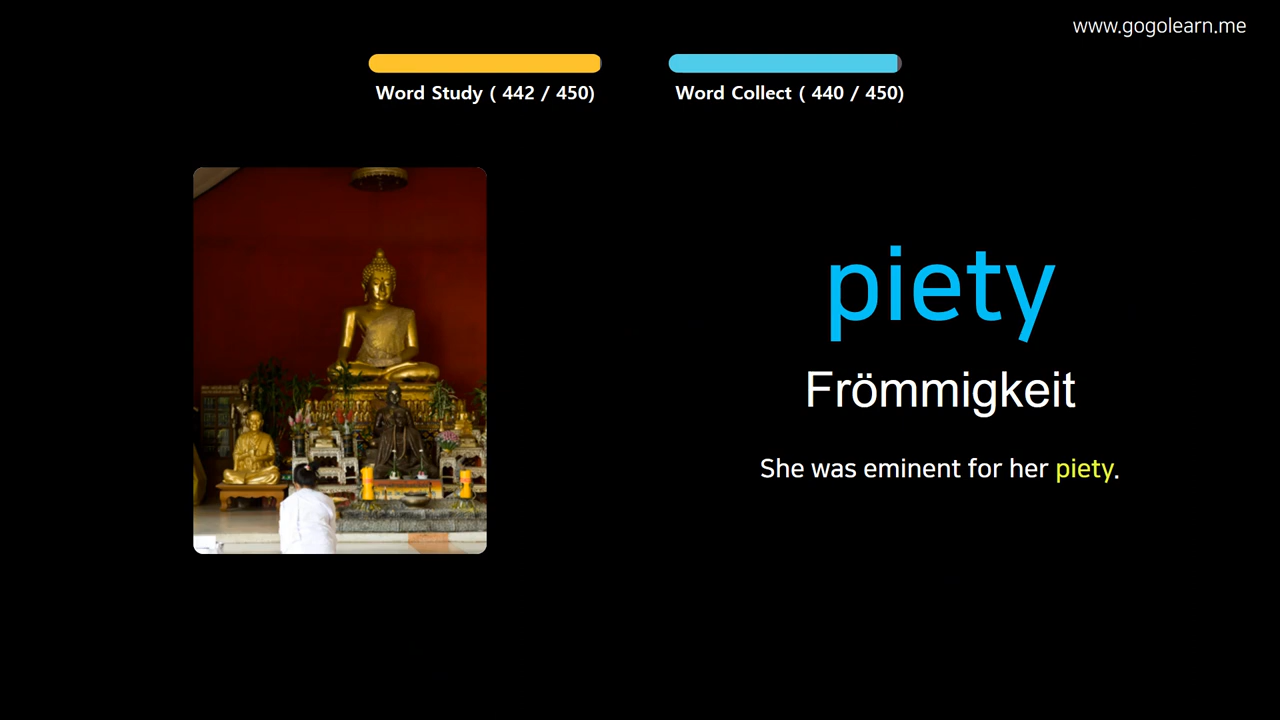 www.gogolearn.me
Word Study ( 442 / 450)
Word Collect ( 440 / 450)
piety
Frömmigkeit
She was eminent for her piety.